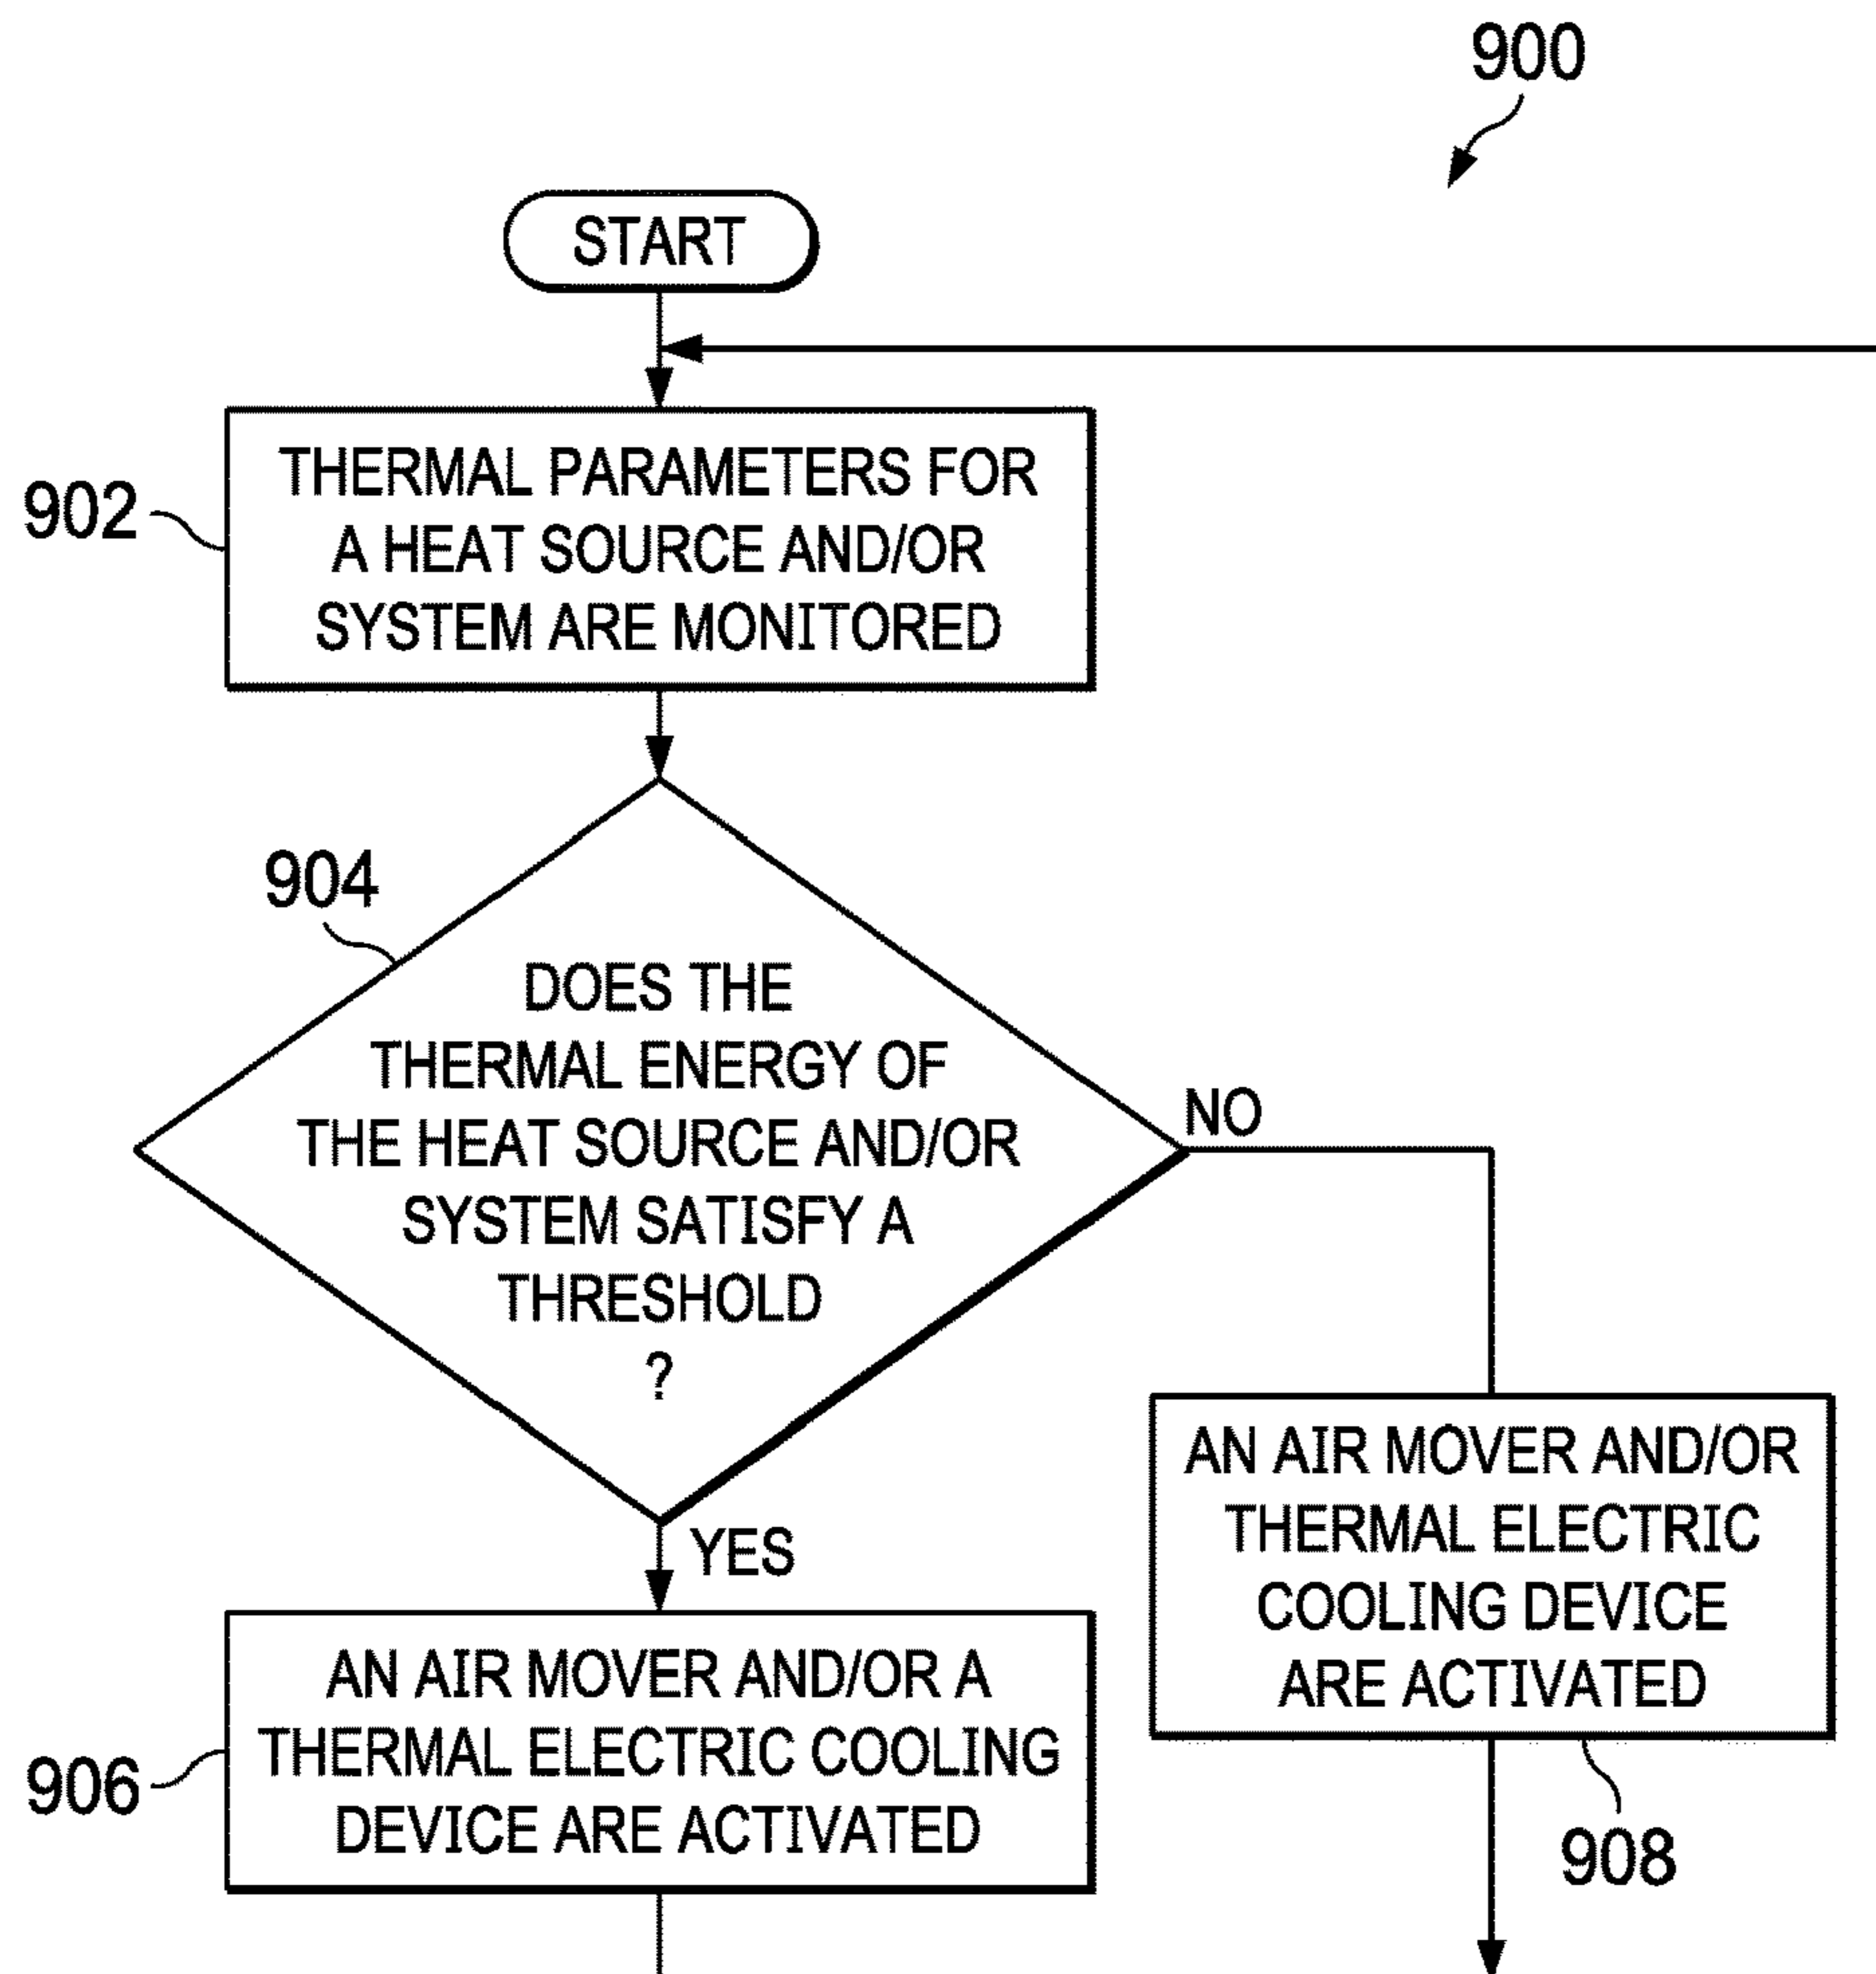 900
START
902
THERMAL PARAMETERS FOR
A HEAT SOURCE AND/OR
SYSTEM ARE MONITORED
904
DOES THE
THERMAL ENERGY OF
THE HEAT SOURCE AND/OR
SYSTEM SATISFY A
THRESHOLD
?
NO
YES
AN AIR MOVER AND/OR
THERMAL ELECTRIC
COOLING DEVICE
ARE ACTIVATED
908
906
AN AIR MOVER AND/OR A
THERMAL ELECTRIC COOLING
DEVICE ARE ACTIVATED